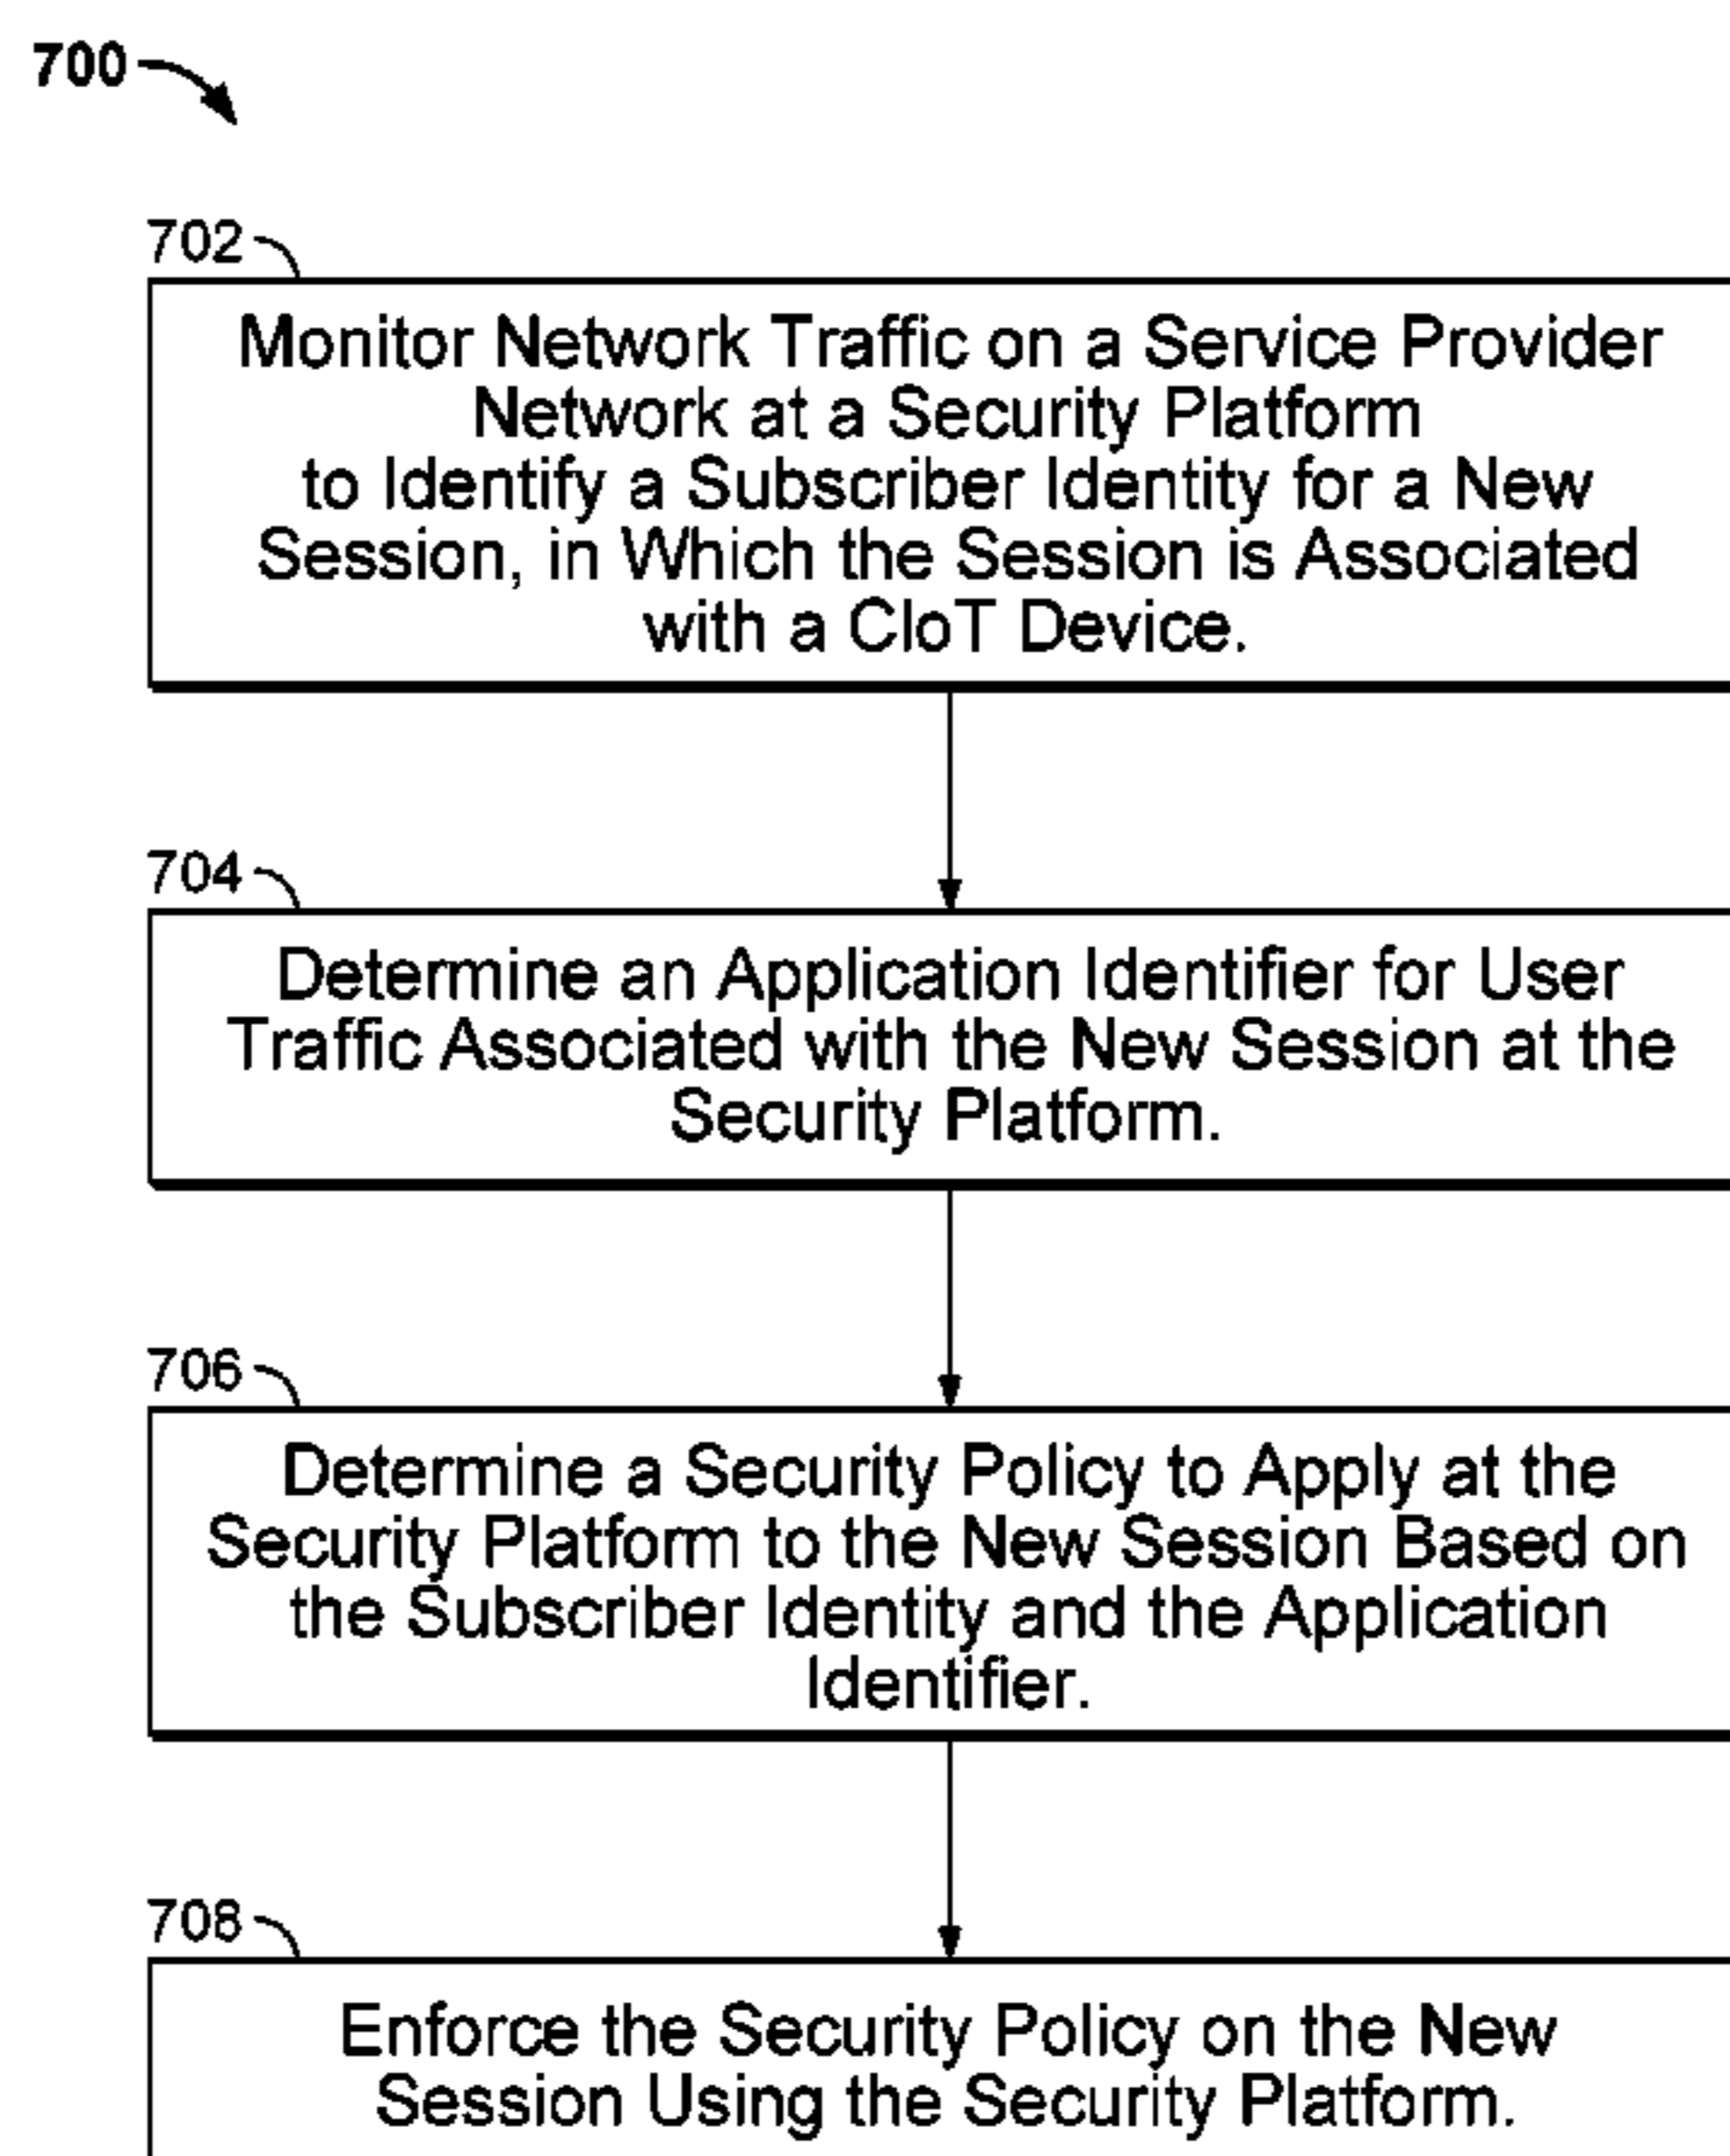 700
702
Monitor Network Traffic on a Service Provider
Network at a Security Platform
to Identify a Subscriber Identity for a New
Session, in Which the Session is Associated
with a CIoT Device.
704
Determine an Application Identifier for User
Traffic Associated with the New Session at the
Security Platform.
706
Determine a Security Policy to Apply at the
Security Platform to the New Session Based on
the Subscriber Identity and the Application
Identifier.
708
Enforce the Security Policy on the New
Session Using the Security Platform.